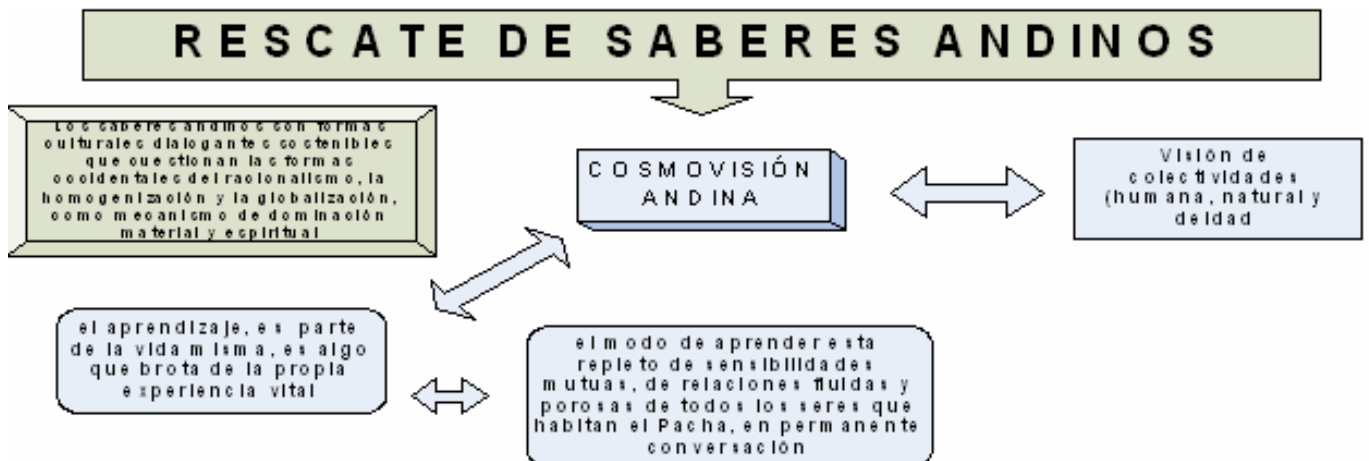 RESCATE DE SABERES ANDINOS
Los saberes andinos son formas
culturales dialogantes sostenibles
que cuestionan las formas
occidentales del racionalismo, la
homogenización y la globalización,
como mecanismo de dominación
material y espiritual
COSMOVISIÓN
ANDINA
Visión de
colectividades
(humana, natural y
deidad
el aprendizaje, es parte
de la vida misma, es algo
que brota de la propia
experiencia vital
el modo de aprender esta
repleto de sensibilidades
mutuas, de relaciones fluidas y
porosas de todos los seres que
habitan el Pacha, en permanente
conversación